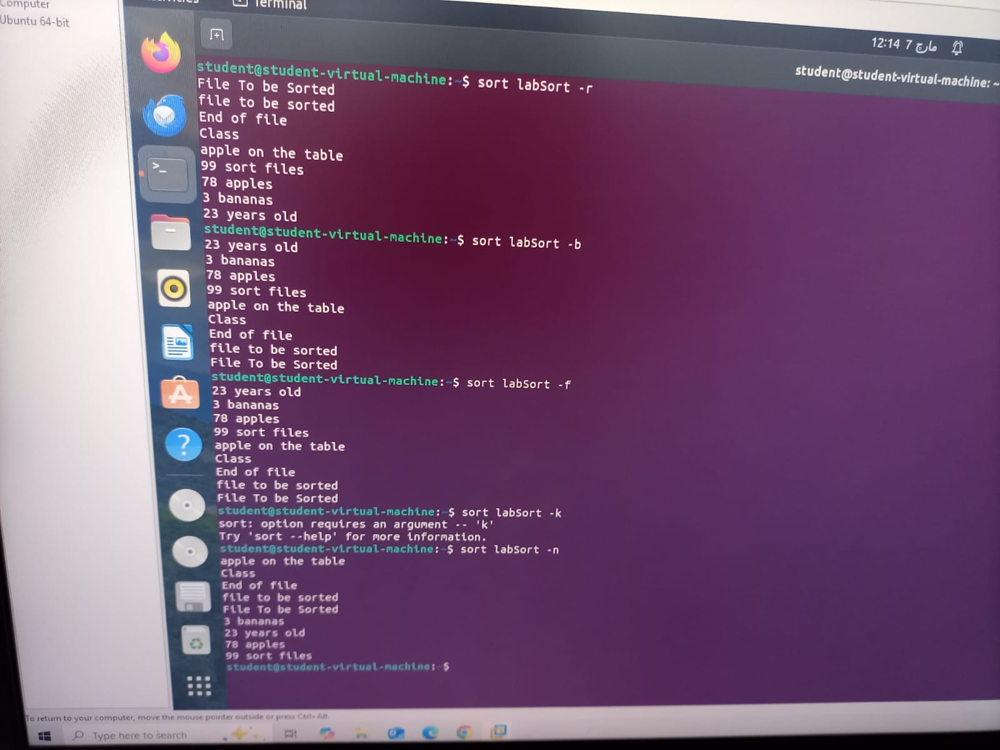 Computer
Ubuntu 64-bit
Terminal
12:14 7 مارچ
student@student-virtual-machine: ~
student@student-virtual-machine:~$ sort labSort -r
File To be Sorted
file to be sorted
End of file
Class
apple on the table
99 sort files
78 apples
3 bananas
23 years old
student@student-virtual-machine:~$ sort labSort -b
23 years old
3 bananas
78 apples
99 sort files
apple on the table
Class
End of file
file to be sorted
File To be Sorted
student@student-virtual-machine:~$ sort labSort -f
23 years old
3 bananas
78 apples
99 sort files
apple on the table
Class
End of file
file to be sorted
File To be Sorted
student@student-virtual-machine:~$ sort labSort -k
sort: option requires an argument -- 'k'
Try 'sort --help' for more information.
student@student-virtual-machine:~$ sort labSort -n
apple on the table
Class
End of file
file to be sorted
File To be Sorted
3 bananas
23 years old
78 apples
99 sort files
student@student-virtual-machine:~$
To return to your computer, move the mouse pointer outside or press Ctrl+Alt.
Type here to search